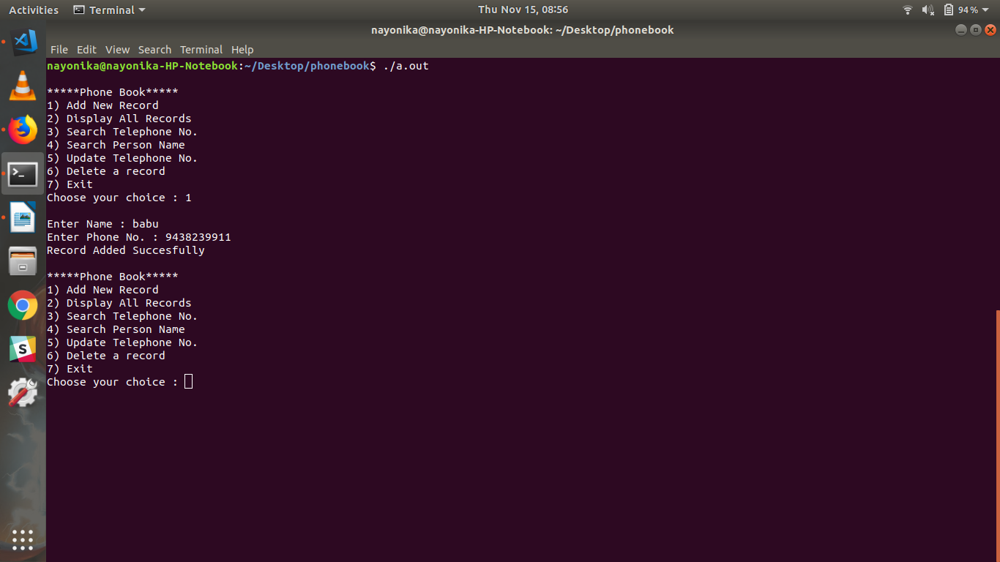 Activities Terminal Thu Nov 15, 08:56 94%
nayonika@nayonika-HP-Notebook: ~/Desktop/phonebook
File Edit View Search Terminal Help
nayonika@nayonika-HP-Notebook:~/Desktop/phonebook$ ./a.out
*****Phone Book*****
1) Add New Record
2) Display All Records
3) Search Telephone No.
4) Search Person Name
5) Update Telephone No.
6) Delete a record
7) Exit
Choose your choice : 1
Enter Name : babu
Enter Phone No. : 9438239911
Record Added Succesfully
*****Phone Book*****
1) Add New Record
2) Display All Records
3) Search Telephone No.
4) Search Person Name
5) Update Telephone No.
6) Delete a record
7) Exit
Choose your choice :
S